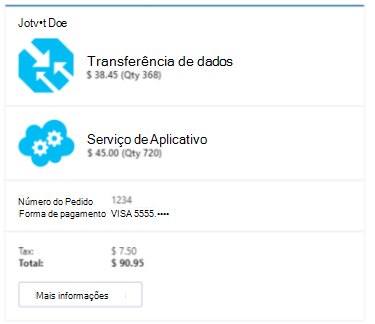 Jotv•t Doe
Transferência de dados
$ 38.45 (Qty 368)
Serviço de Aplicativo
$ 45.00 (Qty 720)
Número do Pedido 1234
Forma de pagamento VISA 5555.••••
Tax: $ 7.50
Total: $ 90.95
Mais informações